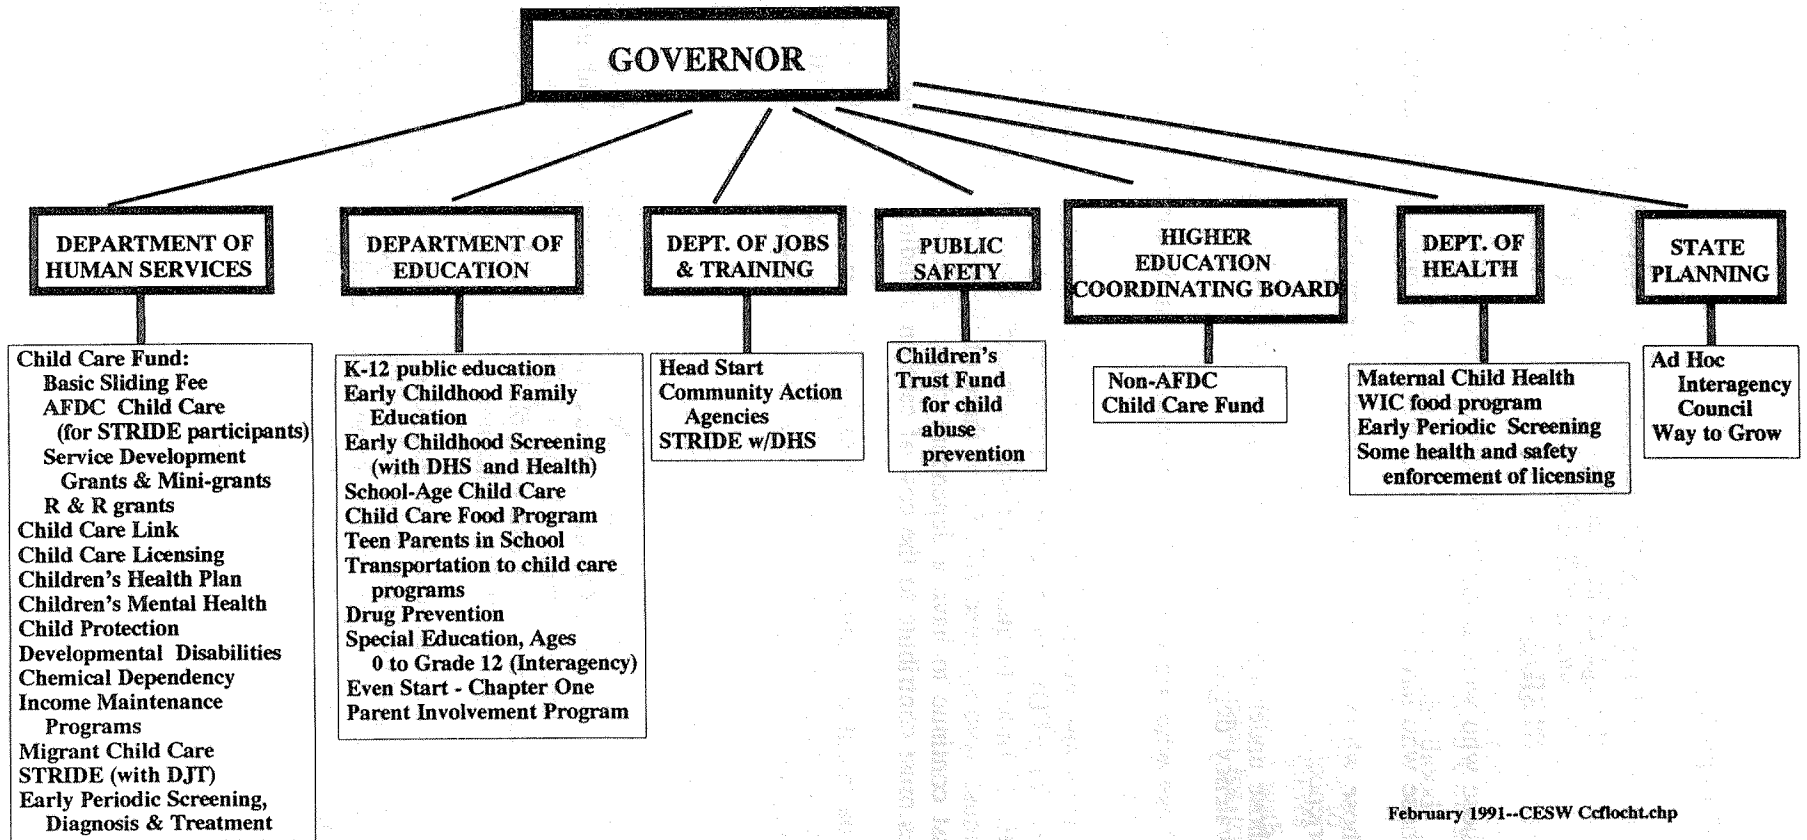 GOVERNOR
DEPARTMENT OF
HUMAN SERVICES
Child Care Fund:
Basic Sliding Fee
AFDC Child Care
(for STRIDE participants)
Service Development
Grants & Mini-grants
R & R grants
Child Care Link
Child Care Licensing
Children's Health Plan
Children's Mental Health
Child Protection
Developmental Disabilities
Chemical Dependency
Income Maintenance
Programs
Migrant Child Care
STRIDE (with DJT)
Early Periodic Screening,
Diagnosis & Treatment
DEPARTMENT OF
EDUCATION
K-12 public education
Early Childhood Family
Education
Early Childhood Screening
(with DHS and Health)
School-Age Child Care
Child Care Food Program
Teen Parents in School
Transportation to child care
programs
Drug Prevention
Special Education, Ages
0 to Grade 12 (Interagency)
Even Start - Chapter One
Parent Involvement Program
DEPT. OF JOBS
& TRAINING
Head Start
Community Action
Agencies
STRIDE w/DHS
PUBLIC
SAFETY
Children's
Trust Fund
for child
abuse
prevention
HIGHER
EDUCATION
COORDINATING BOARD
Non-AFDC
Child Care Fund
DEPT. OF
HEALTH
Maternal Child Health
WIC food program
Early Periodic Screening
Some health and safety
enforcement of licensing
STATE
PLANNING
Ad Hoc
Interagency
Council
Way to Grow
February 1991--CESW Ccflocht.chp